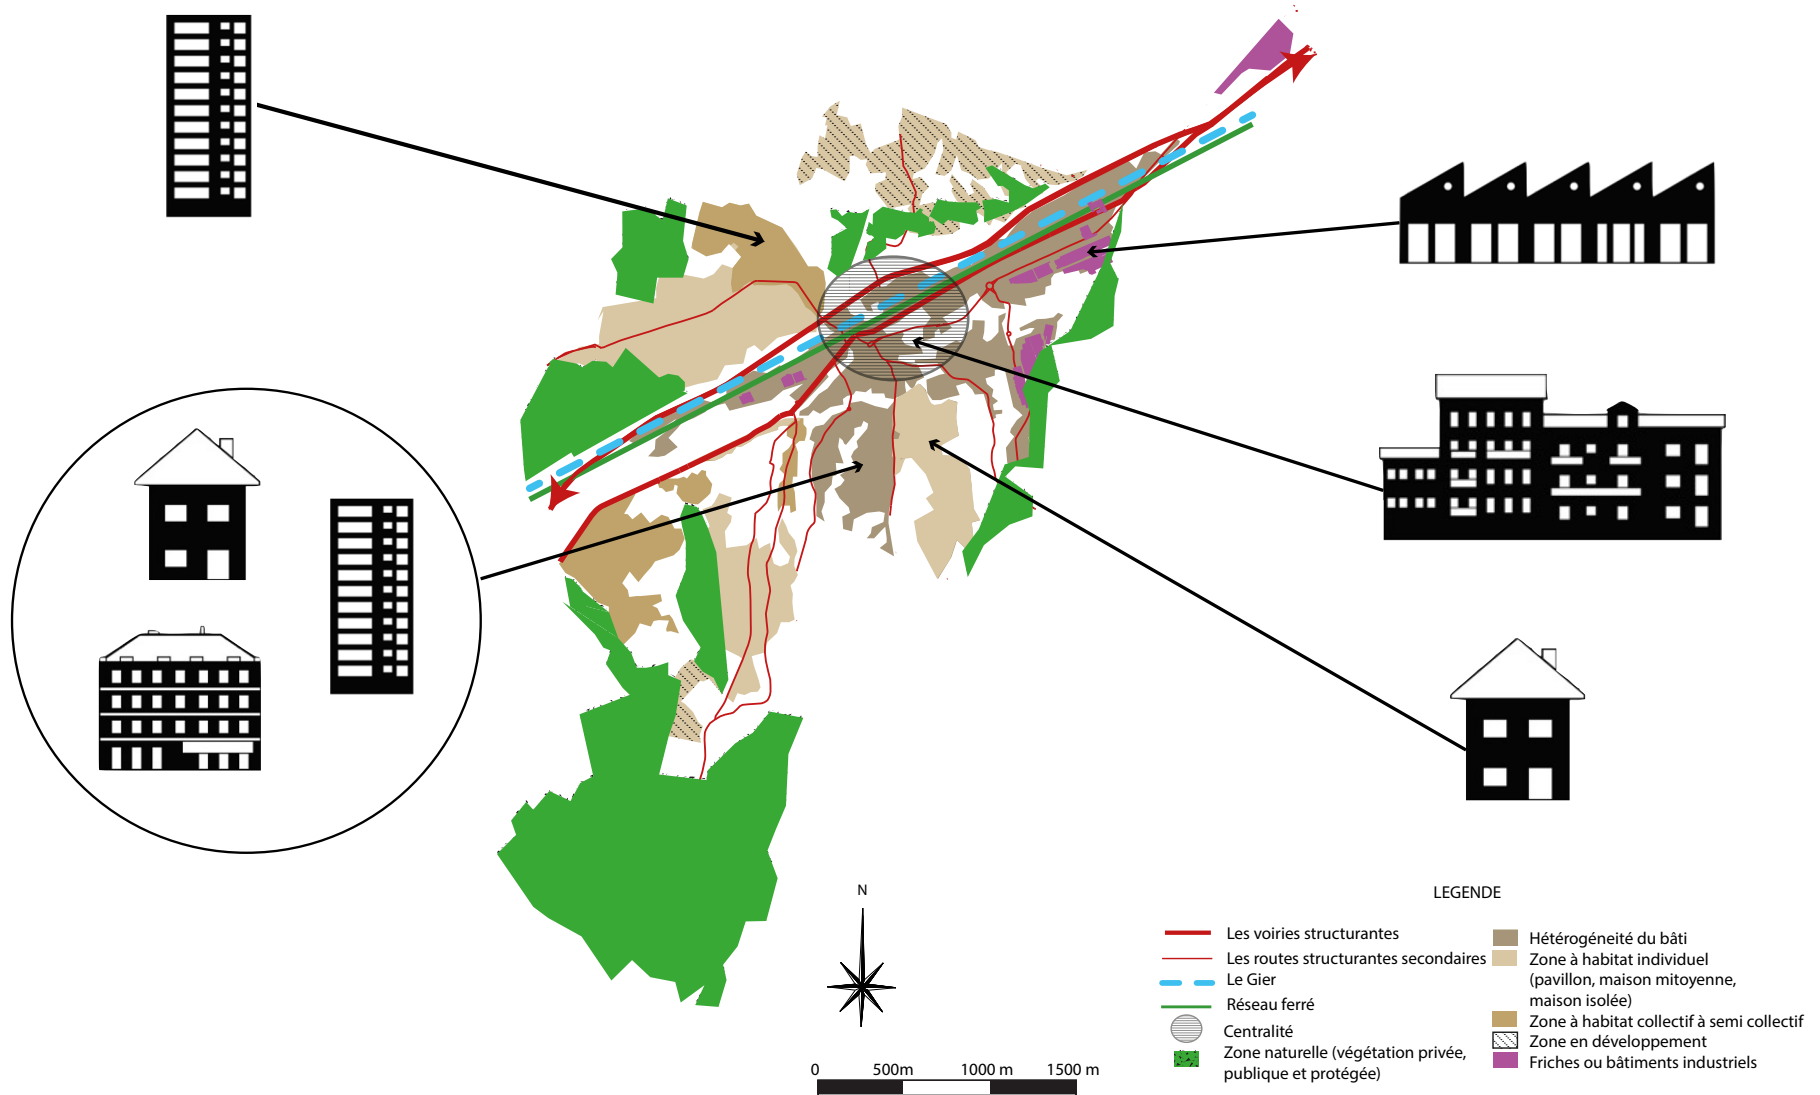 N
0 500m 1000 m 1500 m
LEGENDE
Les voiries structurantes
Les routes structurantes secondaires
Le Gier
Réseau ferré
Centralité
Zone naturelle (végétation privée,
publique et protégée)
Hétérogéneité du bâti
Zone à habitat individuel
(pavillon, maison mitoyenne,
maison isolée)
Zone à habitat collectif à semi collectif
Zone en développement
Friches ou bâtiments industriels